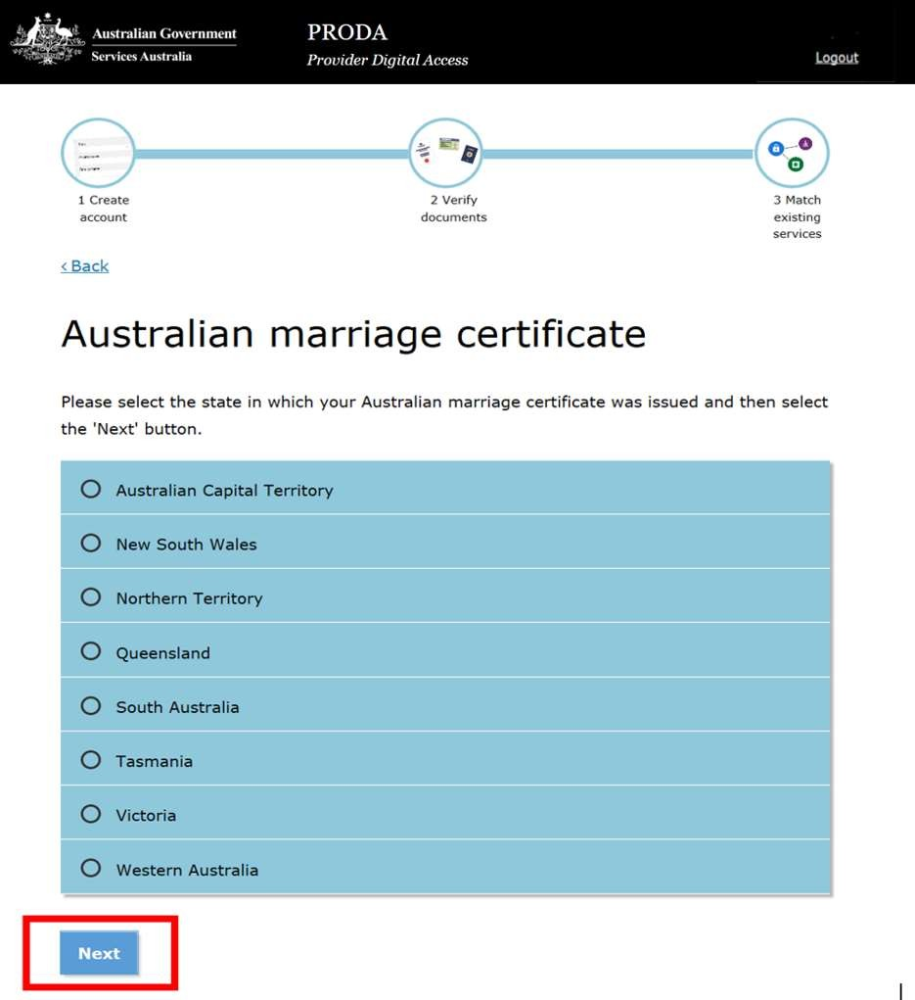 Australian Government
Services Australia
PRODA
Provider Digital Access
Logout
1 Create
account
2 Verify
documents
3 Match
existing
services
< Back
Australian marriage certificate
Please select the state in which your Australian marriage certificate was issued and then select
the 'Next' button.
Australian Capital Territory
New South Wales
Northern Territory
Queensland
South Australia
Tasmania
Victoria
Western Australia
Next